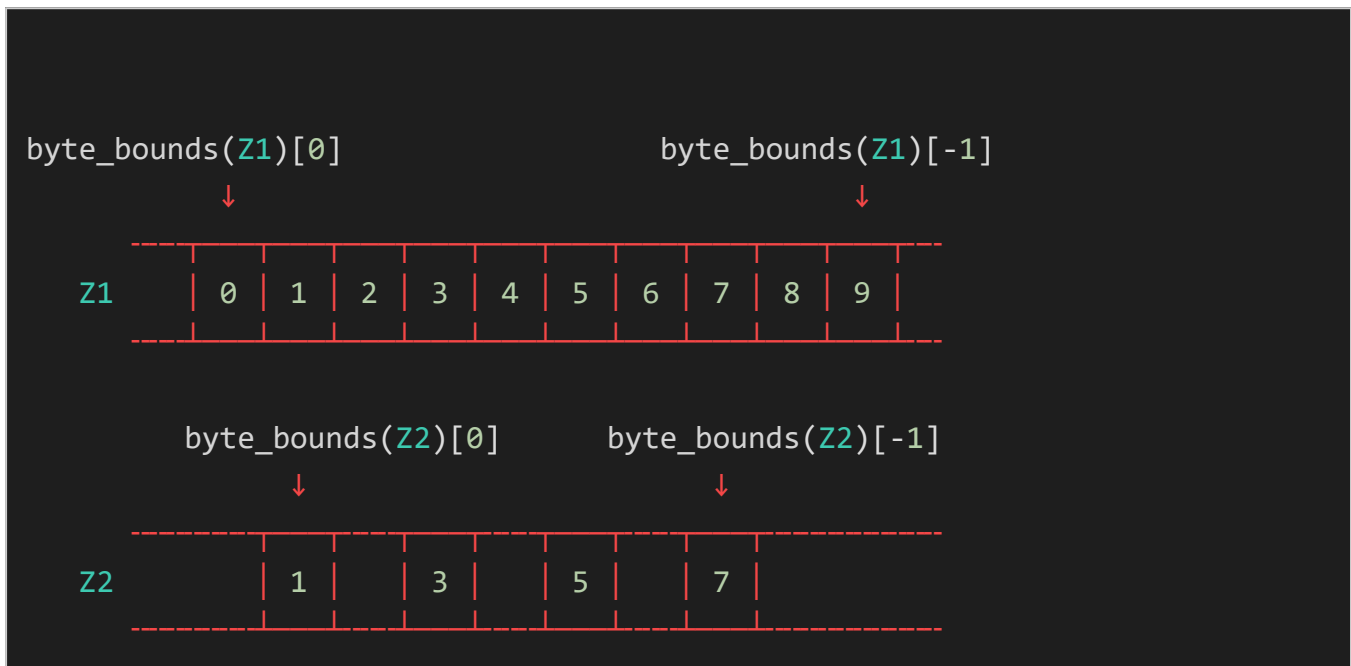 byte_bounds(Z1)[0] byte_bounds(Z1)[-1]
↓ ↓
Z1 0 1 2 3 4 5 6 7 8 9
byte_bounds(Z2)[0] byte_bounds(Z2)[-1]
↓ ↓
Z2 1 3 5 7